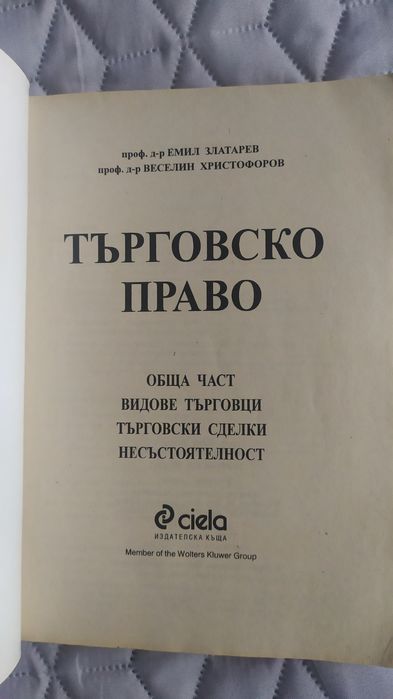 проф. д-р ЕМИЛ ЗЛАТАРЕВ
проф. д-р ВЕСЕЛИН ХРИСТОФОРОВ
ТЪРГОВСКО
ПРАВО
ОБЩА ЧАСТ
ВИДОВЕ ТЪРГОВЦИ
ТЪРГОВСКИ СДЕЛКИ
НЕСЪСТОЯТЕЛНОСТ
ciela
ИЗДАТЕЛСКА КЪЩА
Member of the Wolters Kluwer Group